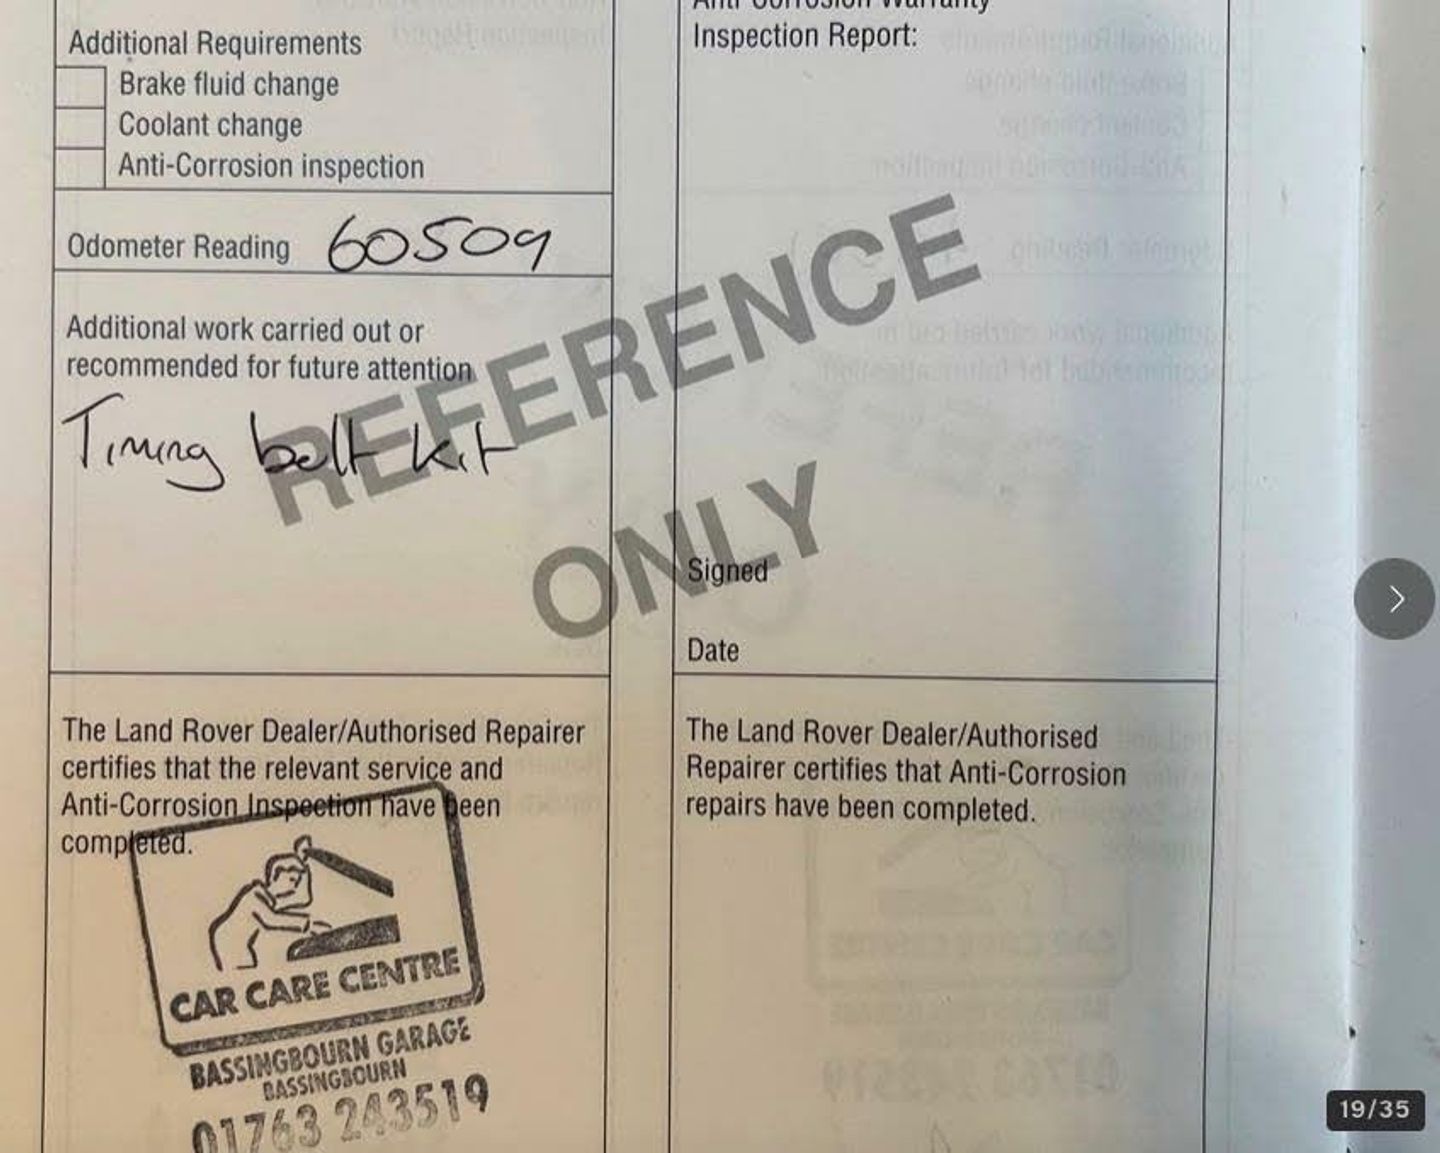 Additional Requirements
Brake fluid change
Coolant change
Anti-Corrosion inspection
Odometer Reading 60509
Additional work carried out or
recommended for future attention
Timing belt kit
The Land Rover Dealer/Authorised Repairer
certifies that the relevant service and
Anti-Corrosion Inspection have been
completed.
CAR CARE CENTRE
BASSINGBOURN GARAGE
BASSINGBOURN
01763 243519
Anti-Corrosion Warranty
Inspection Report:
Signed
Date
The Land Rover Dealer/Authorised
Repairer certifies that Anti-Corrosion
repairs have been completed.
REFERENCE
ONLY
19/35